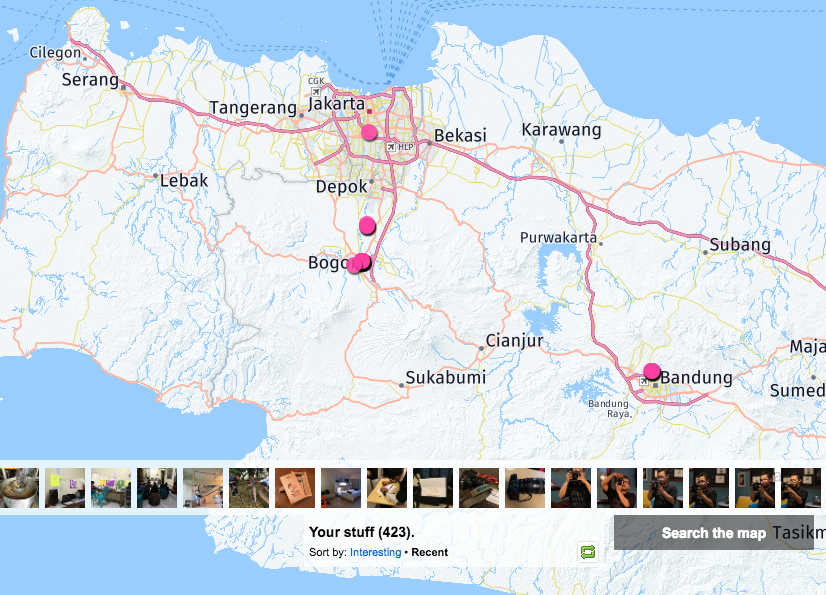 Cilegon
Serang
CGK
Tangerang
Jakarta
HLP
Bekasi
Karawang
Lebak
Depok
Purwakarta
Subang
Bogo
Cianjur
Maja
Sukabumi
Bandung
Sumed
Bandung
Raya.
Your stuff (423).
Sort by: Interesting • Recent
Search the map
Tasikm